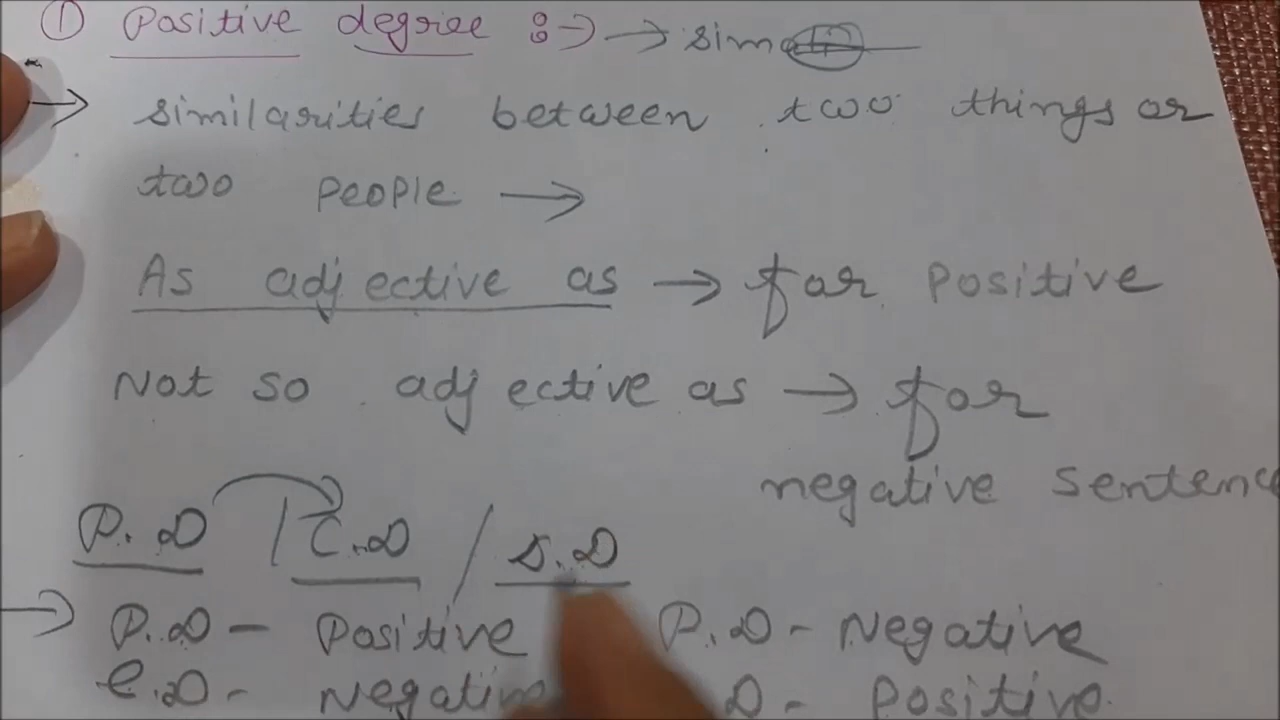 ① Positive degree :-) →
→ similarities between two things or
two people →
As adjective as → for positive
Not so adjective as → for
negative sentence
P.D / C.D / S.D
→ P.D - Positive P.D - Negative
C.D - Negative D - Positive